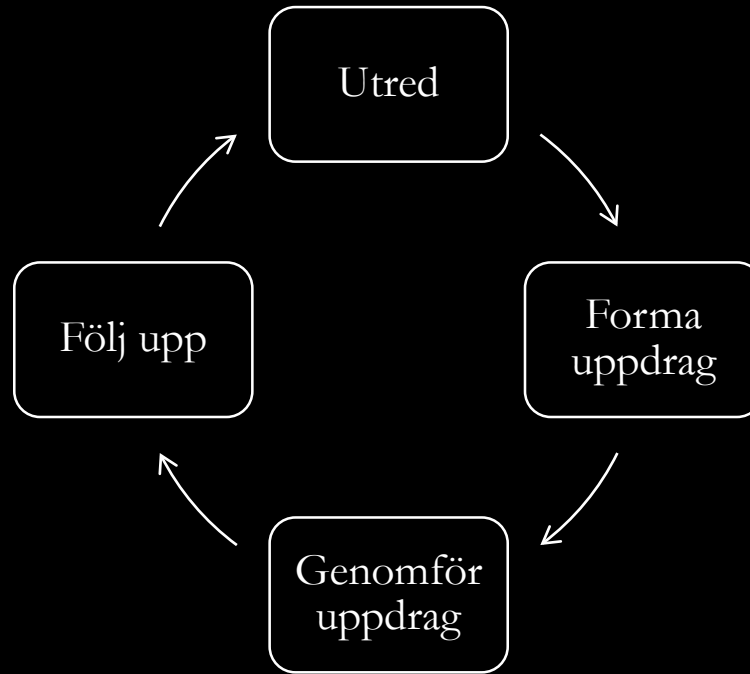 Utred
Forma
uppdrag
Genomför
uppdrag
Följ upp